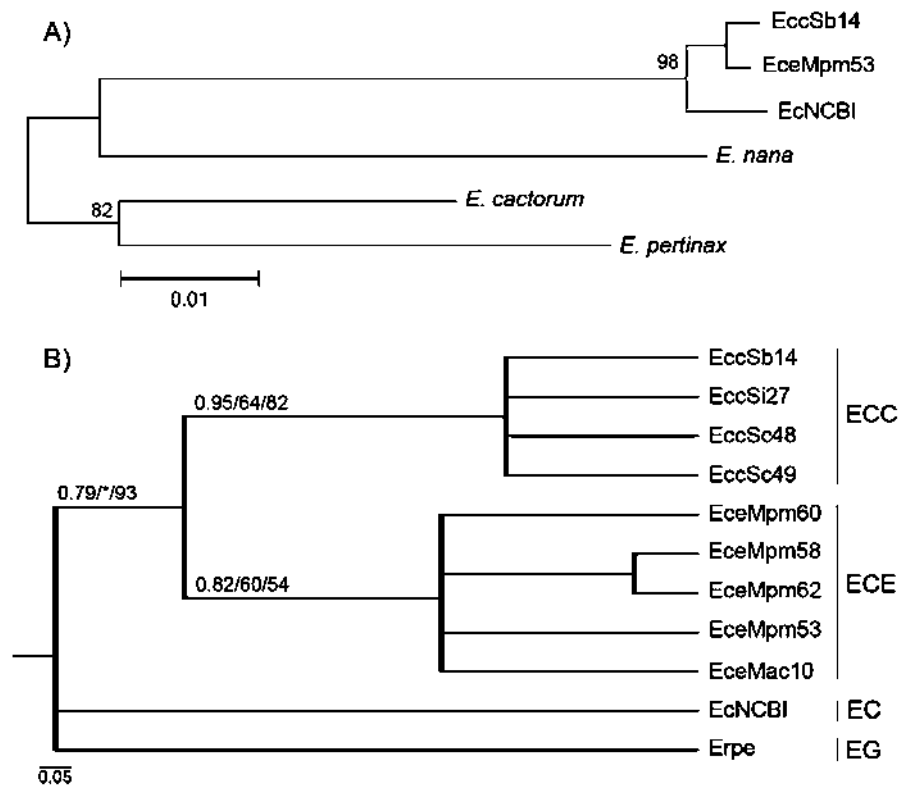 A)
EccSb14
EceMpm53
98
EcNCBI
E. nana
E. cactorum
82
E. pertinax
0.01
B)
EccSb14
0.95/64/82
EccSi27
ECC
EccSc48
EccSc49
0.79/*/93
EceMpm60
EceMpm58
0.82/60/54
ECE
EceMpm62
EceMpm53
EceMac10
EcNCBI
EC
Erpe
EG
0.05